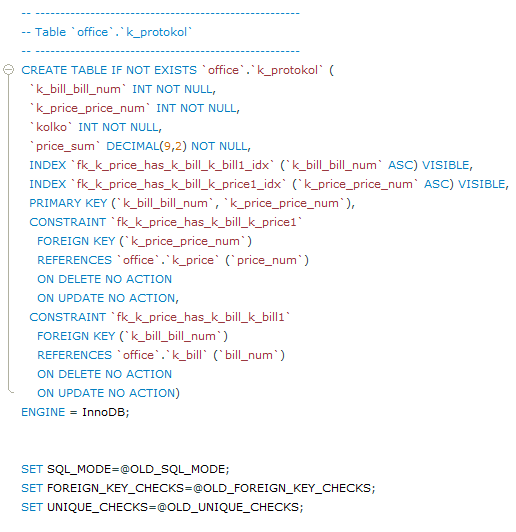 -- -----------------------------------------------------
-- Table `office`.`k_protokol`
-- -----------------------------------------------------
CREATE TABLE IF NOT EXISTS `office`.`k_protokol` (
`k_bill_bill_num` INT NOT NULL,
`k_price_price_num` INT NOT NULL,
`kolko` INT NOT NULL,
`price_sum` DECIMAL(9,2) NOT NULL,
INDEX `fk_k_price_has_k_bill_k_bill1_idx` (`k_bill_bill_num` ASC) VISIBLE,
INDEX `fk_k_price_has_k_bill_k_price1_idx` (`k_price_price_num` ASC) VISIBLE,
PRIMARY KEY (`k_bill_bill_num`, `k_price_price_num`),
CONSTRAINT `fk_k_price_has_k_bill_k_price1`
FOREIGN KEY (`k_price_price_num`)
REFERENCES `office`.`k_price` (`price_num`)
ON DELETE NO ACTION
ON UPDATE NO ACTION,
CONSTRAINT `fk_k_price_has_k_bill_k_bill1`
FOREIGN KEY (`k_bill_bill_num`)
REFERENCES `office`.`k_bill` (`bill_num`)
ON DELETE NO ACTION
ON UPDATE NO ACTION)
ENGINE = InnoDB;
SET SQL_MODE=@OLD_SQL_MODE;
SET FOREIGN_KEY_CHECKS=@OLD_FOREIGN_KEY_CHECKS;
SET UNIQUE_CHECKS=@OLD_UNIQUE_CHECKS;